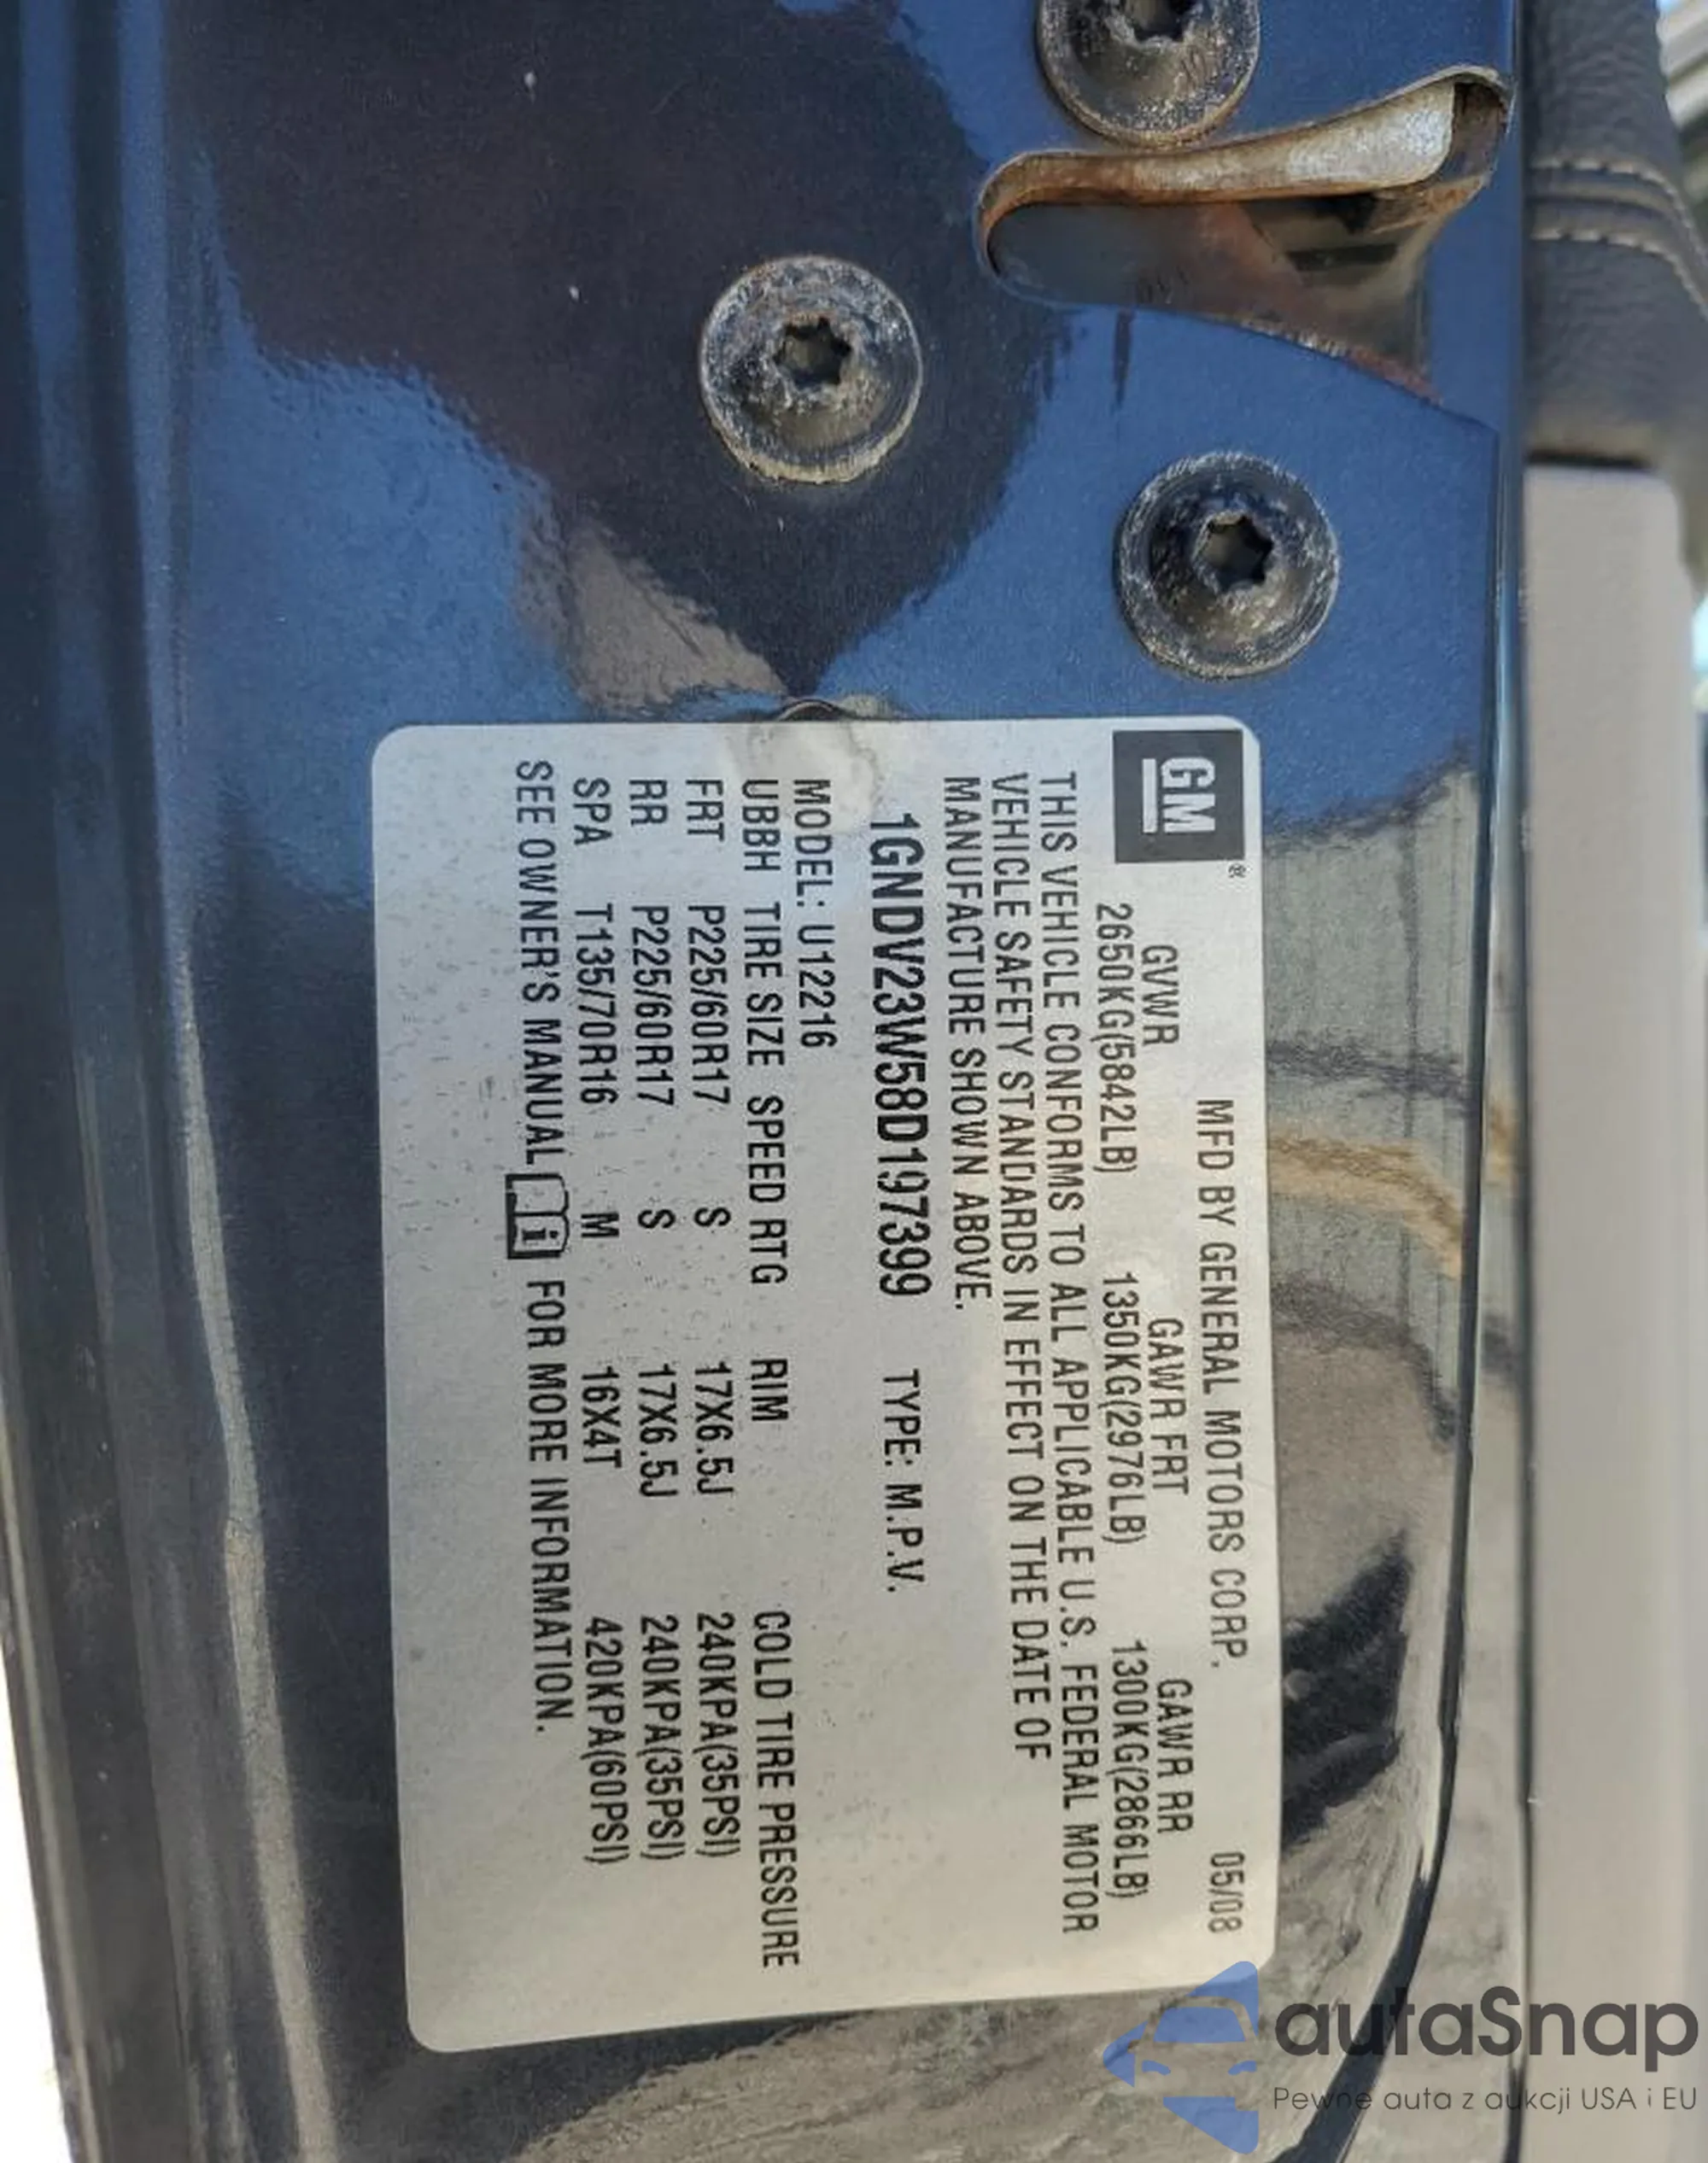 GM®
MFD BY GENERAL MOTORS CORP. 05/08
GVWR GAWR FRT GAWR RR
2650KG(5842LB) 1350KG(2976LB) 1300KG(2866LB)
THIS VEHICLE CONFORMS TO ALL APPLICABLE U.S. FEDERAL MOTOR
VEHICLE SAFETY STANDARDS IN EFFECT ON THE DATE OF
MANUFACTURE SHOWN ABOVE.
1GNDV23W58D197399 TYPE: M.P.V.
MODEL: U12216
UBBH TIRE SIZE SPEED RTG RIM COLD TIRE PRESSURE
FRT P225/60R17 S 17X6.5J 240KPA(35PSI)
RR P225/60R17 S 17X6.5J 240KPA(35PSI)
SPA T135/70R16 M 16X4T 420KPA(60PSI)
SEE OWNER'S MANUAL i FOR MORE INFORMATION.
autaSnap
Pewne auta z aukcji USA i EU